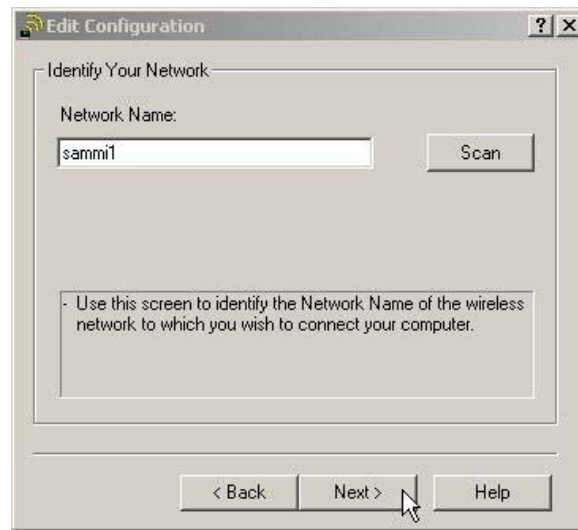 Edit Configuration
Identify Your Network
Network Name:
sammi1
Scan
- Use this screen to identify the Network Name of the wireless
network to which you wish to connect your computer.
< Back
Next >
Help